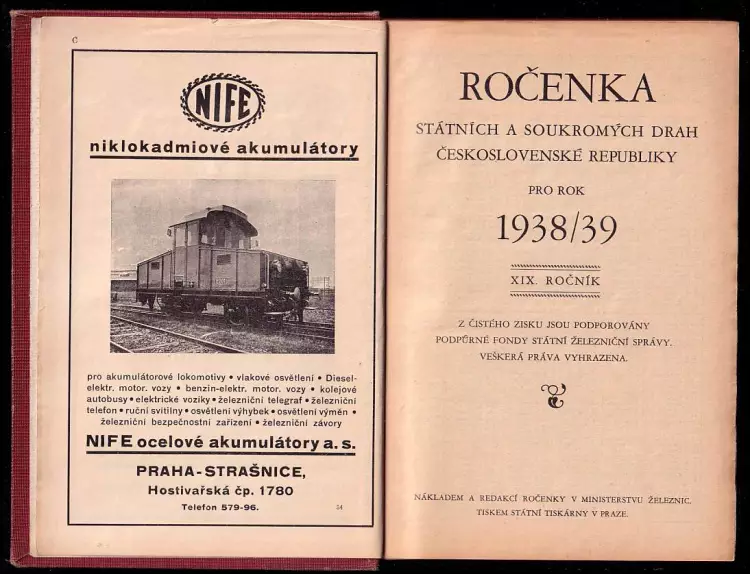 C
NIFE
niklokadmiové akumulátory
pro akumulátorové lokomotivy • vlakové osvětlení • Diesel-
elektr. motor. vozy • benzin-elektr. motor. vozy • kolejové
autobusy • elektrické vozíky • železniční telegraf • železniční
telefon • ruční svítilny • osvětlení výhybek • osvětlení výměn •
železniční bezpečnostní zařízení • železniční závory
NIFE ocelové akumulátory a. s.
PRAHA-STRAŠNICE,
Hostivařská čp. 1780
Telefon 579-96.
34
ROČENKA
STÁTNÍCH A SOUKROMÝCH DRAH
ČESKOSLOVENSKÉ REPUBLIKY
PRO ROK
1938/39
XIX. ROČNÍK
Z ČISTÉHO ZISKU JSOU PODPOROVÁNY
PODPŮRNÉ FONDY STÁTNÍ ŽELEZNIČNÍ SPRÁVY.
VEŠKERÁ PRÁVA VYHRAZENA.
NÁKLADEM A REDAKCÍ ROČENKY V MINISTERSTVU ŽELEZNIC.
TISKEM STÁTNÍ TISKÁRNY V PRAZE.